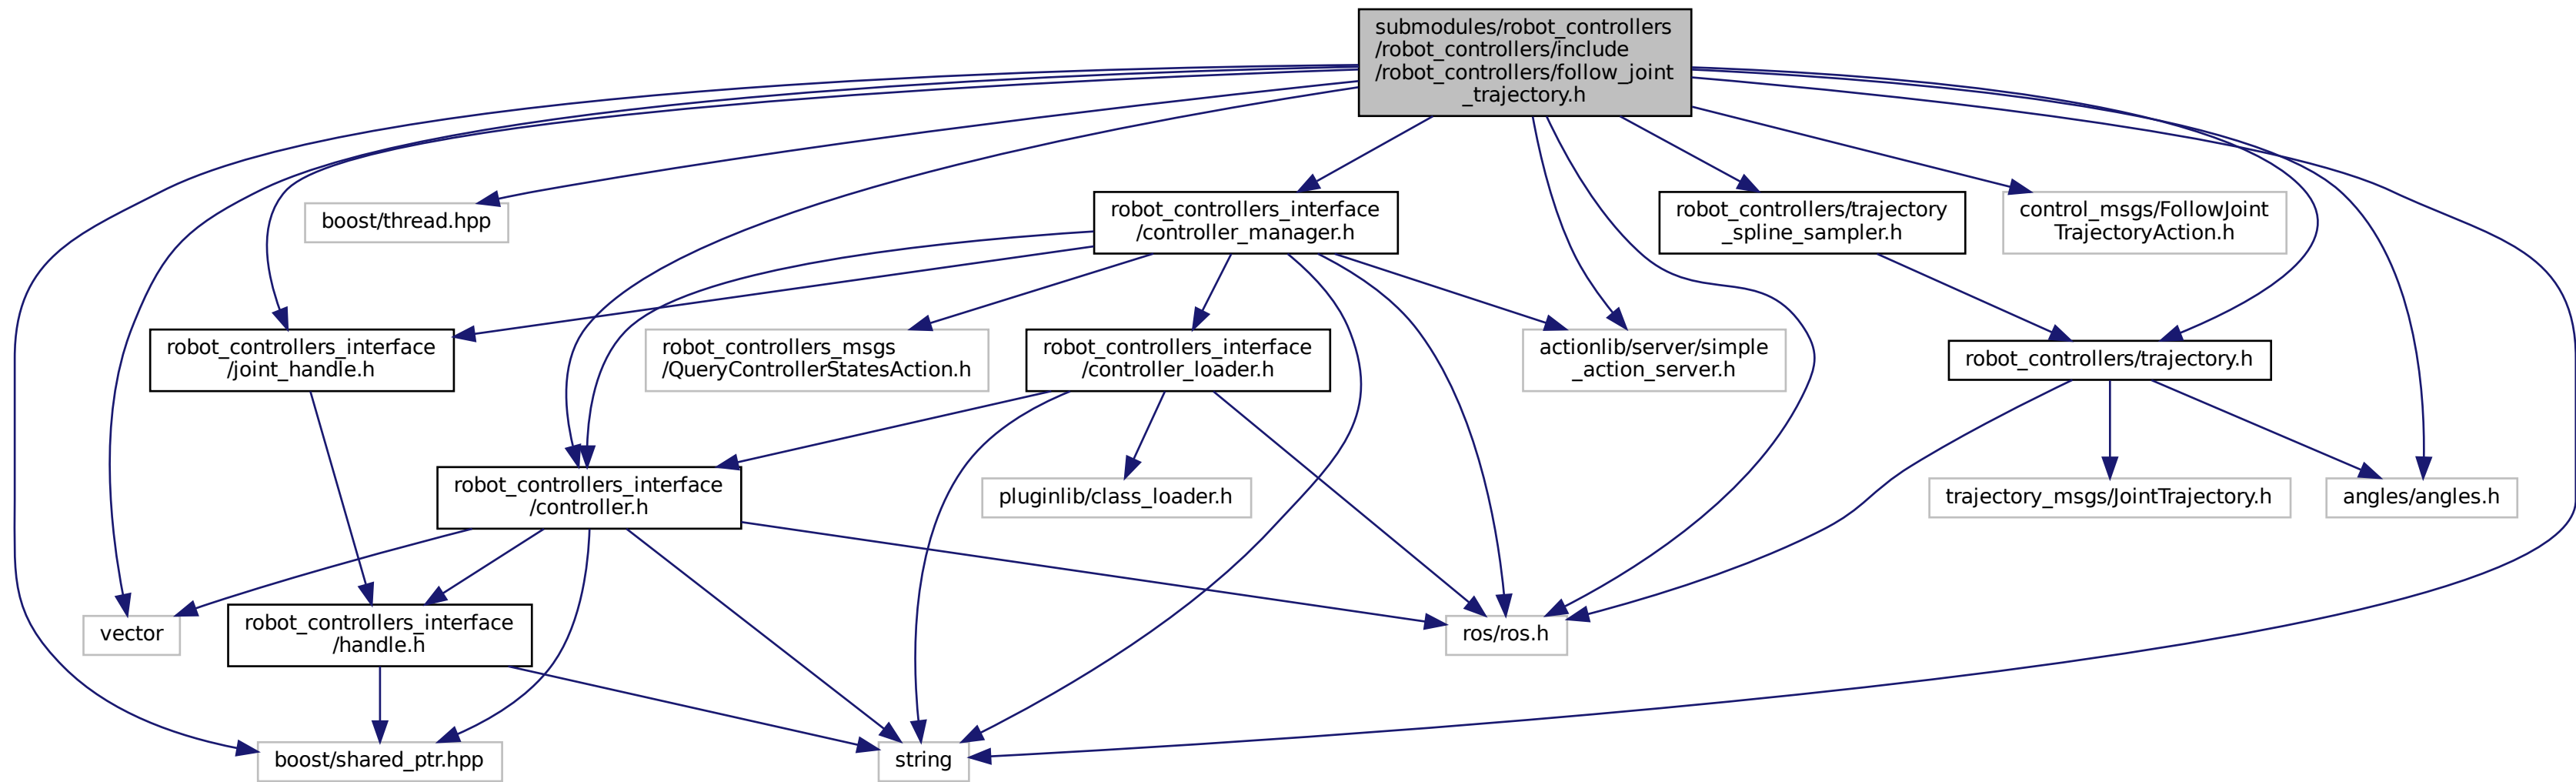 submodules/robot_controllers
/robot_controllers/include
/robot_controllers/follow_joint
_trajectory.h
boost/thread.hpp
robot_controllers_interface
/controller_manager.h
robot_controllers/trajectory
_spline_sampler.h
control_msgs/FollowJoint
TrajectoryAction.h
robot_controllers_interface
/joint_handle.h
robot_controllers_msgs
/QueryControllerStatesAction.h
robot_controllers_interface
/controller_loader.h
actionlib/server/simple
_action_server.h
robot_controllers/trajectory.h
robot_controllers_interface
/controller.h
pluginlib/class_loader.h
trajectory_msgs/JointTrajectory.h
angles/angles.h
vector
robot_controllers_interface
/handle.h
ros/ros.h
boost/shared_ptr.hpp
string